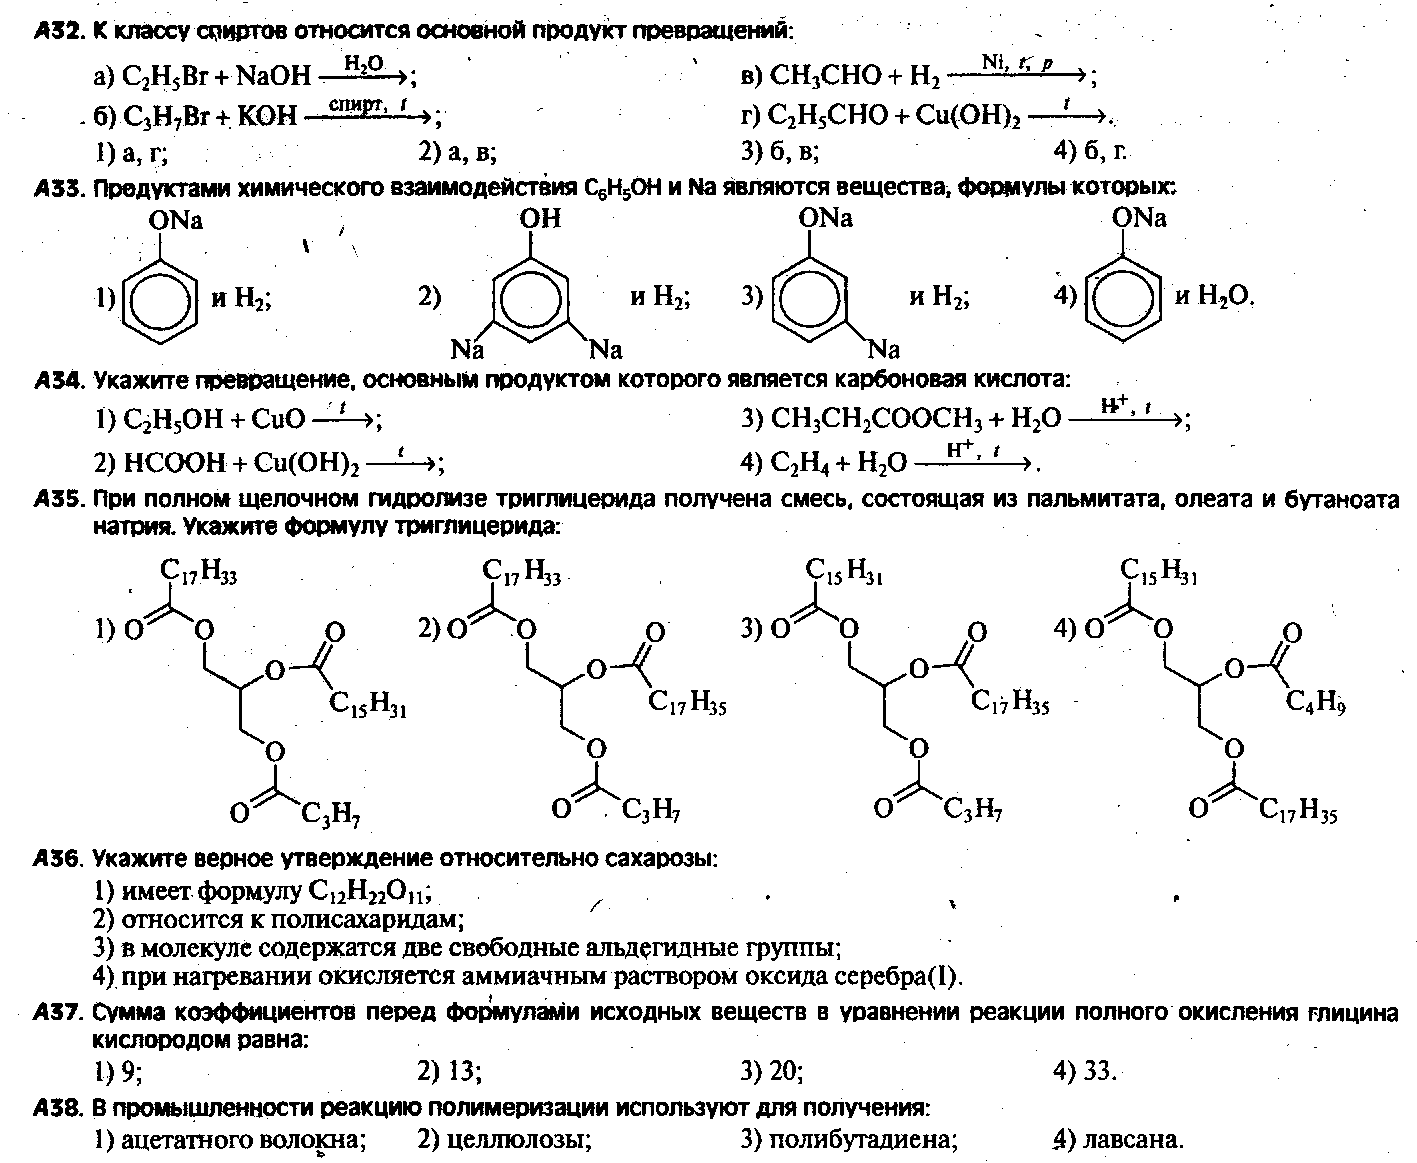 А32. К классу спиртов относится основной продукт превращений:
а) C₂H₅Br + NaOH —H₂O→;
в) CH₃CHO + H₂ —Ni, t, p→;
б) C₃H₇Br + KOH —спирт, t→;
г) C₂H₅CHO + Cu(OH)₂ —t→.
1) а, г; 2) а, в; 3) б, в; 4) б, г.
А33. Продуктами химического взаимодействия C₆H₅OH и Na являются вещества, формулы которых:
ONa OH ONa ONa
1) и H₂; 2) и H₂; 3) и H₂; 4) и H₂O.
Na Na Na
А34. Укажите превращение, основным продуктом которого является карбоновая кислота:
1) C₂H₅OH + CuO —t→;
3) CH₃CH₂COOCH₃ + H₂O —H⁺, t→;
2) HCOOH + Cu(OH)₂ —t→;
4) C₂H₄ + H₂O —H⁺, t→.
А35. При полном щелочном гидролизе триглицерида получена смесь, состоящая из пальмитата, олеата и бутаноата
натрия. Укажите формулу триглицерида:
C₁₇H₃₃ C₁₇H₃₃ C₁₅H₃₁ C₁₅H₃₁
1) O O O 2) O O O 3) O O O 4) O O O
O O O O
C₁₅H₃₁ C₁₇H₃₅ C₁₇H₃₅ C₄H₉
O O O O
O C₃H₇ O C₃H₇ O C₃H₇ O C₁₇H₃₅
А36. Укажите верное утверждение относительно сахарозы:
1) имеет формулу C₁₂H₂₂O₁₁;
2) относится к полисахаридам;
3) в молекуле содержатся две свободные альдегидные группы;
4) при нагревании окисляется аммиачным раствором оксида серебра(I).
А37. Сумма коэффициентов перед формулами исходных веществ в уравнении реакции полного окисления глицина
кислородом равна:
1) 9; 2) 13; 3) 20; 4) 33.
А38. В промышленности реакцию полимеризации используют для получения:
1) ацетатного волокна; 2) целлюлозы; 3) полибутадиена; 4) лавсана.